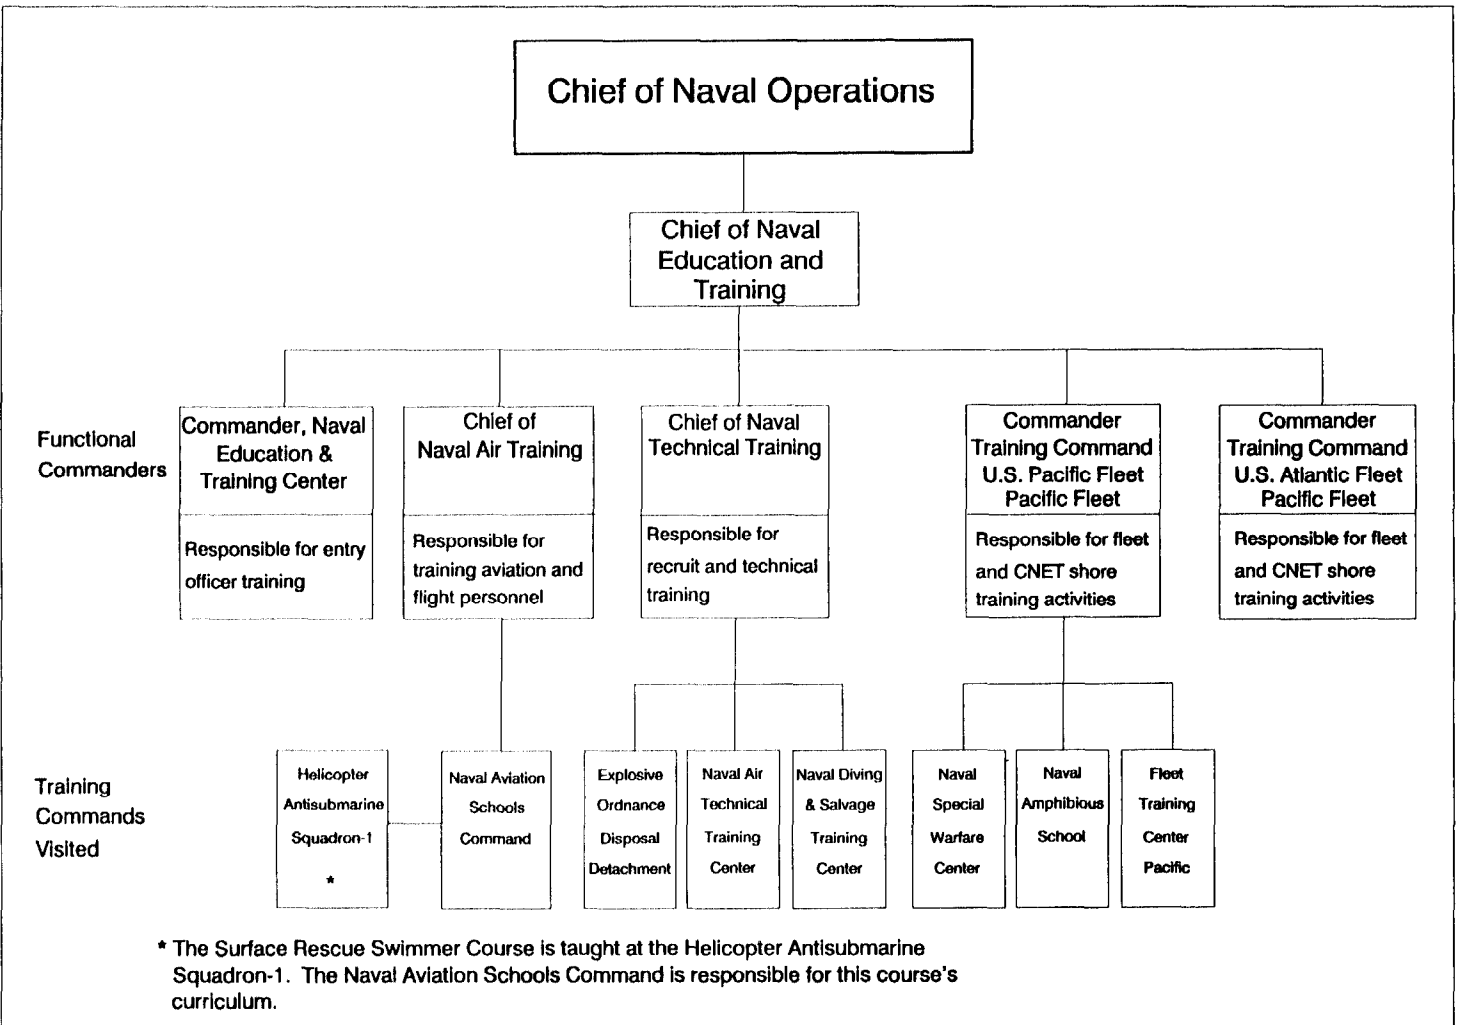 Chief of Naval Operations
Chief of Naval
Education and
Training
Functional
Commanders
Commander, Naval
Education &
Training Center
Responsible for entry
officer training
Chief of
Naval Air Training
Responsible for
training aviation and
flight personnel
Chief of Naval
Technical Training
Responsible for
recruit and technical
training
Commander
Training Command
U.S. Pacific Fleet
Pacific Fleet
Responsible for fleet
and CNET shore
training activities
Commander
Training Command
U.S. Atlantic Fleet
Pacific Fleet
Responsible for fleet
and CNET shore
training activities
Training
Commands
Visited
Helicopter
Antisubmarine
Squadron-1
*
Naval Aviation
Schools
Command
Explosive
Ordnance
Disposal
Detachment
Naval Air
Technical
Training
Center
Naval Diving
& Salvage
Training
Center
Naval
Special
Warfare
Center
Naval
Amphibious
School
Fleet
Training
Center
Pacific
* The Surface Rescue Swimmer Course is taught at the Helicopter Antisubmarine
Squadron-1. The Naval Aviation Schools Command is responsible for this course's
curriculum.